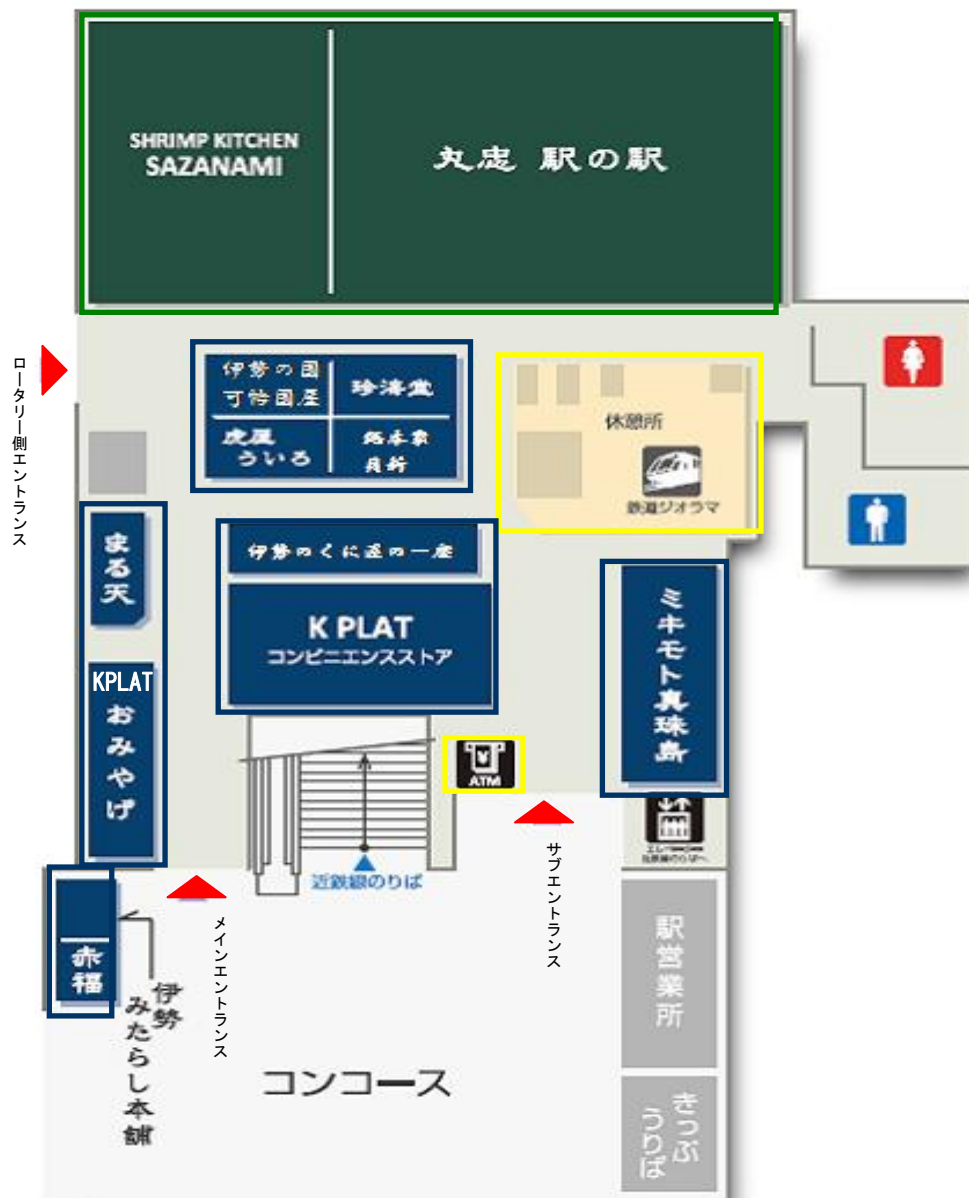 SHRIMP KITCHEN
SAZANAMI
丸忠 駅の駅
ロータリー側エントランス
伊勢の国
可怡国屋
珍海堂
虎屋
ういろ
休憩所
鉄道ジオラマ
まる天
伊勢のくに逹の一座
K PLAT
コンビニエンスストア
ミキモト真珠島
KPLAT
おみやげ
ATM
近鉄線のりば
サブエントランス
メインエントランス
赤福
伊勢
みたらし本舗
コンコース
駅営業所
きっぷ
うりば